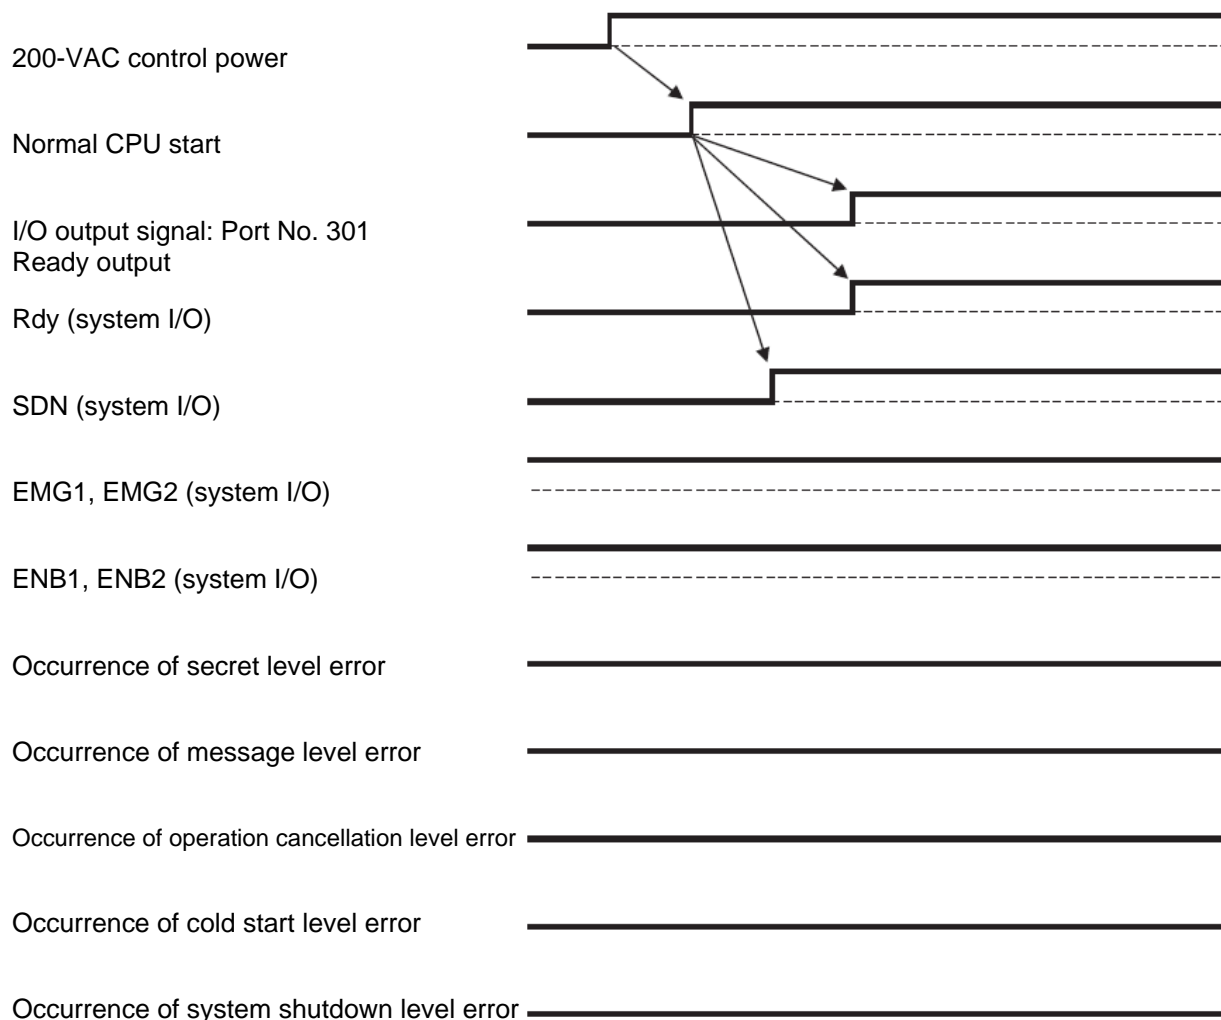 200-VAC control power
Normal CPU start
I/O output signal: Port No. 301
Ready output
Rdy (system I/O)
SDN (system I/O)
EMG1, EMG2 (system I/O)
ENB1, ENB2 (system I/O)
Occurrence of secret level error
Occurrence of message level error
Occurrence of operation cancellation level error
Occurrence of cold start level error
Occurrence of system shutdown level error